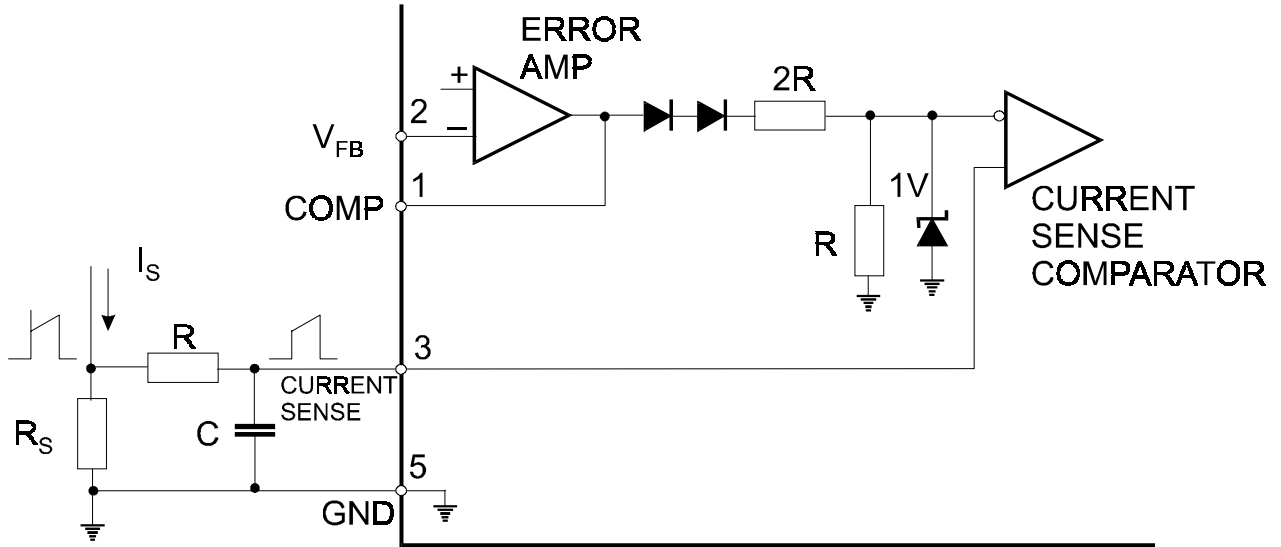 ERROR
AMP
+
2R
2
−
V_FB
1
1V
COMP
CURRENT
SENSE
COMPARATOR
R
I_S
R
3
CURRENT
SENSE
R_S
C
5
GND